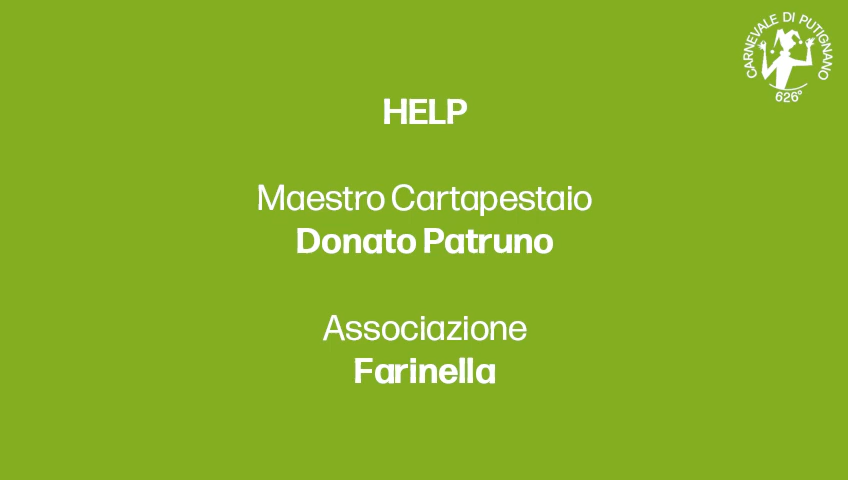 CARNEVALE DI PUTIGNANO
626°
HELP
Maestro Cartapestaio
Donato Patruno
Associazione
Farinella